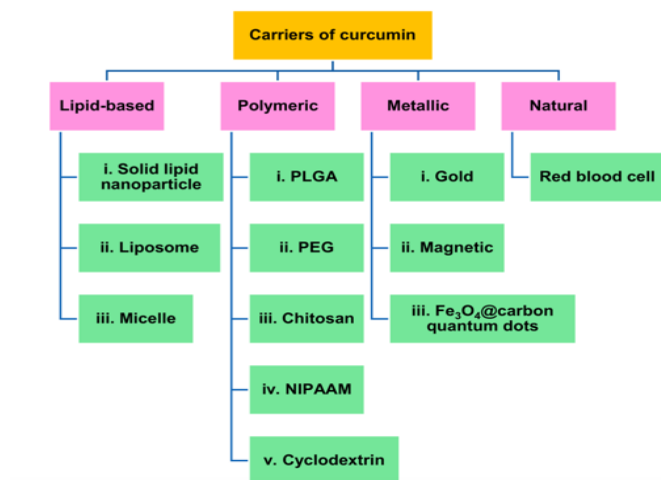 Carriers of curcumin
Lipid-based
Polymeric
Metallic
Natural
i. Solid lipid
nanoparticle
i. PLGA
i. Gold
Red blood cell
ii. Liposome
ii. PEG
ii. Magnetic
iii. Micelle
iii. Chitosan
iii. Fe₃O₄@carbon
quantum dots
iv. NIPAAM
v. Cyclodextrin